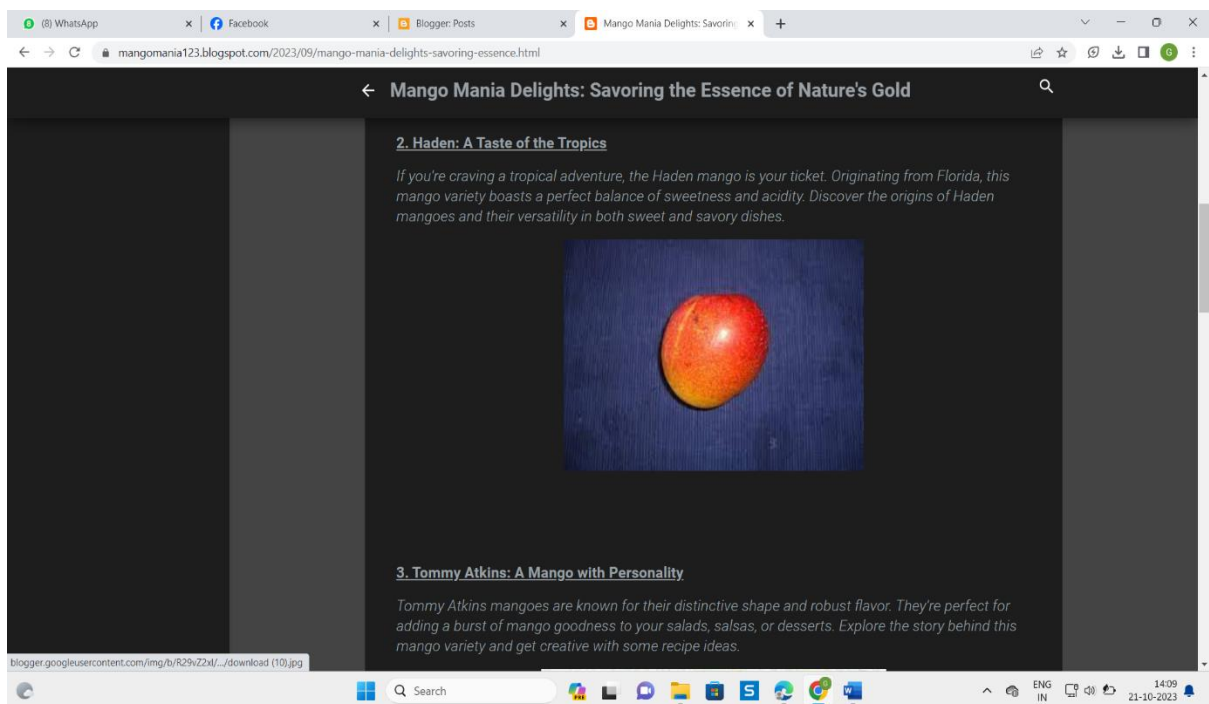 (8) WhatsApp
Facebook
Blogger: Posts
Mango Mania Delights: Savoring
mangomania123.blogspot.com/2023/09/mango-mania-delights-savoring-essence.html
G
Mango Mania Delights: Savoring the Essence of Nature's Gold
2. Haden: A Taste of the Tropics
If you're craving a tropical adventure, the Haden mango is your ticket. Originating from Florida, this
mango variety boasts a perfect balance of sweetness and acidity. Discover the origins of Haden
mangoes and their versatility in both sweet and savory dishes.
3. Tommy Atkins: A Mango with Personality
Tommy Atkins mangoes are known for their distinctive shape and robust flavor. They're perfect for
adding a burst of mango goodness to your salads, salsas, or desserts. Explore the story behind this
mango variety and get creative with some recipe ideas.
blogger.googleusercontent.com/img/b/R29vZ2xl/.../download (10).jpg
Search
ENG
IN
14:09
21-10-2023